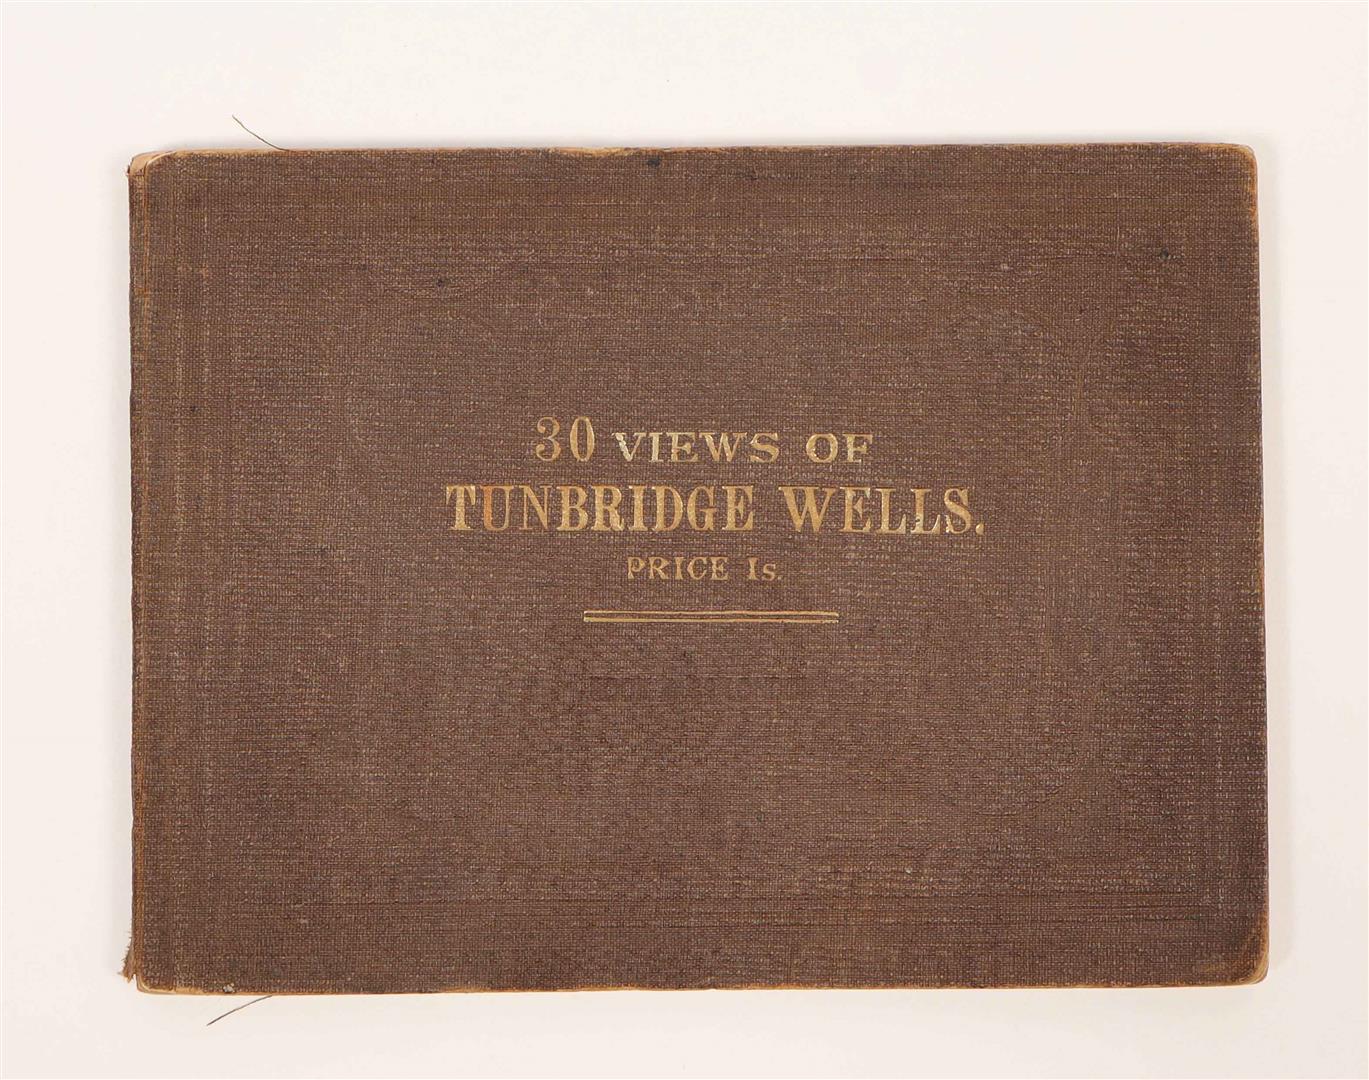 30 VIEWS OF
TUNBRIDGE WELLS.
PRICE 1s.